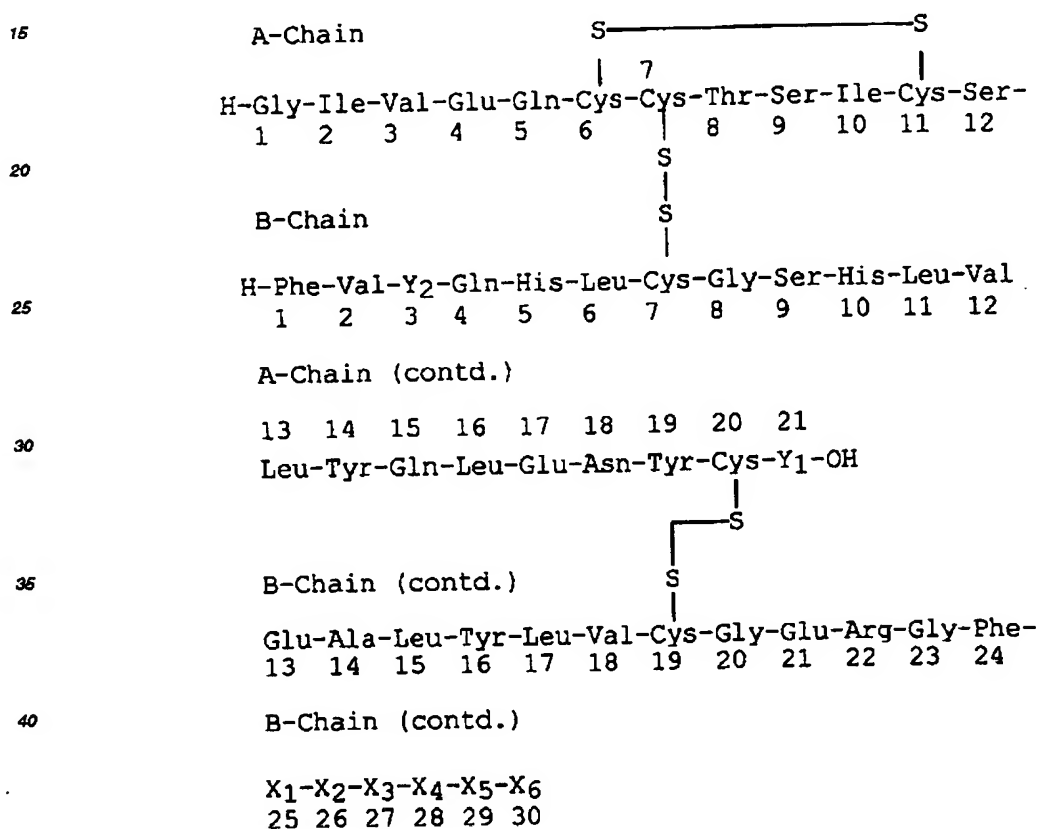 15 A-Chain S S
7
H-Gly-Ile-Val-Glu-Gln-Cys-Cys-Thr-Ser-Ile-Cys-Ser-
1 2 3 4 5 6 8 9 10 11 12
S
20
S
B-Chain
H-Phe-Val-Y2-Gln-His-Leu-Cys-Gly-Ser-His-Leu-Val
25 1 2 3 4 5 6 7 8 9 10 11 12
A-Chain (contd.)
13 14 15 16 17 18 19 20 21
30
Leu-Tyr-Gln-Leu-Glu-Asn-Tyr-Cys-Y1-OH
S
35 B-Chain (contd.) S
Glu-Ala-Leu-Tyr-Leu-Val-Cys-Gly-Glu-Arg-Gly-Phe-
13 14 15 16 17 18 19 20 21 22 23 24
40 B-Chain (contd.)
X1-X2-X3-X4-X5-X6
25 26 27 28 29 30